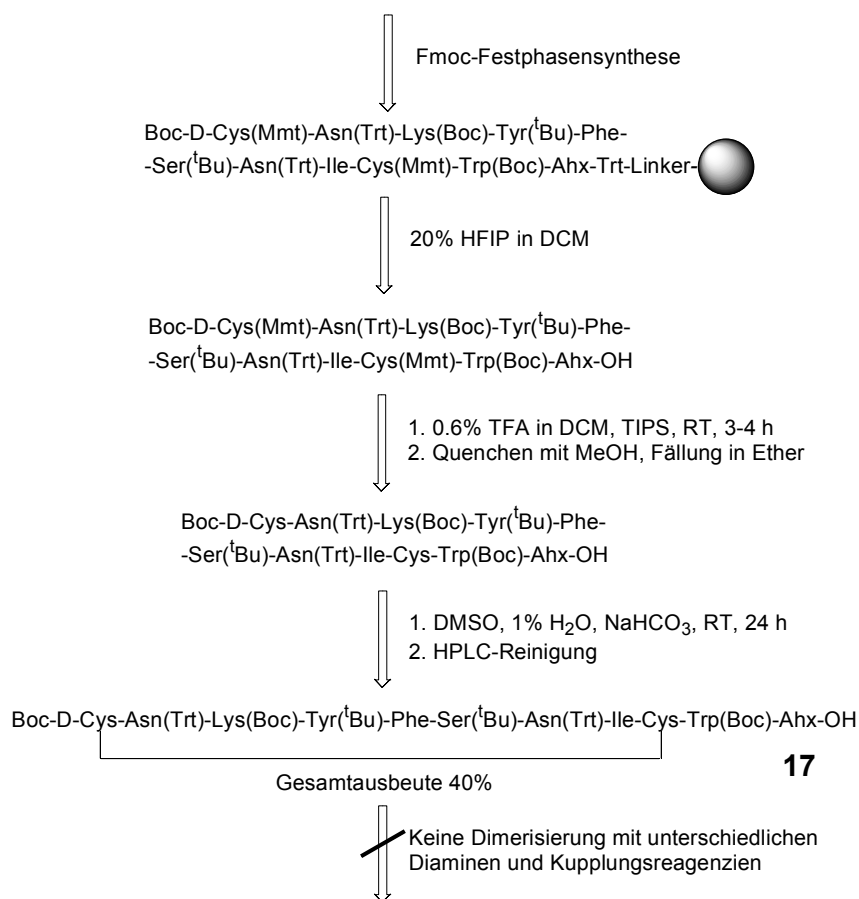 Fmoc-Festphasensynthese
Boc-D-Cys(Mmt)-Asn(Trt)-Lys(Boc)-Tyr(ᵗBu)-Phe-
-Ser(ᵗBu)-Asn(Trt)-Ile-Cys(Mmt)-Trp(Boc)-Ahx-Trt-Linker-
20% HFIP in DCM
Boc-D-Cys(Mmt)-Asn(Trt)-Lys(Boc)-Tyr(ᵗBu)-Phe-
-Ser(ᵗBu)-Asn(Trt)-Ile-Cys(Mmt)-Trp(Boc)-Ahx-OH
1. 0.6% TFA in DCM, TIPS, RT, 3-4 h
2. Quenchen mit MeOH, Fällung in Ether
Boc-D-Cys-Asn(Trt)-Lys(Boc)-Tyr(ᵗBu)-Phe-
-Ser(ᵗBu)-Asn(Trt)-Ile-Cys-Trp(Boc)-Ahx-OH
1. DMSO, 1% H₂O, NaHCO₃, RT, 24 h
2. HPLC-Reinigung
Boc-D-Cys-Asn(Trt)-Lys(Boc)-Tyr(ᵗBu)-Phe-Ser(ᵗBu)-Asn(Trt)-Ile-Cys-Trp(Boc)-Ahx-OH
17
Gesamtausbeute 40%
Keine Dimerisierung mit unterschiedlichen
Diaminen und Kupplungsreagenzien